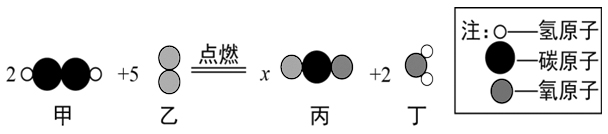 点燃
2 +5 x +2
甲 乙 丙 丁
注: —氢原子
—碳原子
—氧原子